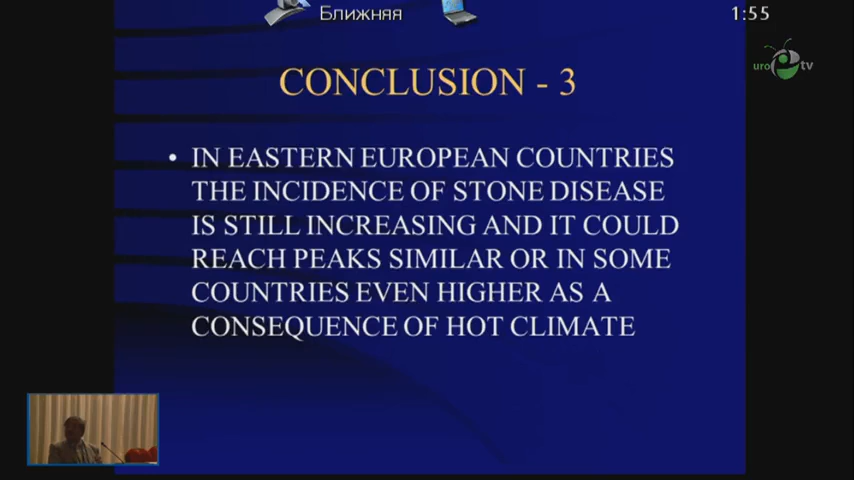 Ближняя
1:55
uro tv
CONCLUSION - 3
• IN EASTERN EUROPEAN COUNTRIES
THE INCIDENCE OF STONE DISEASE
IS STILL INCREASING AND IT COULD
REACH PEAKS SIMILAR OR IN SOME
COUNTRIES EVEN HIGHER AS A
CONSEQUENCE OF HOT CLIMATE